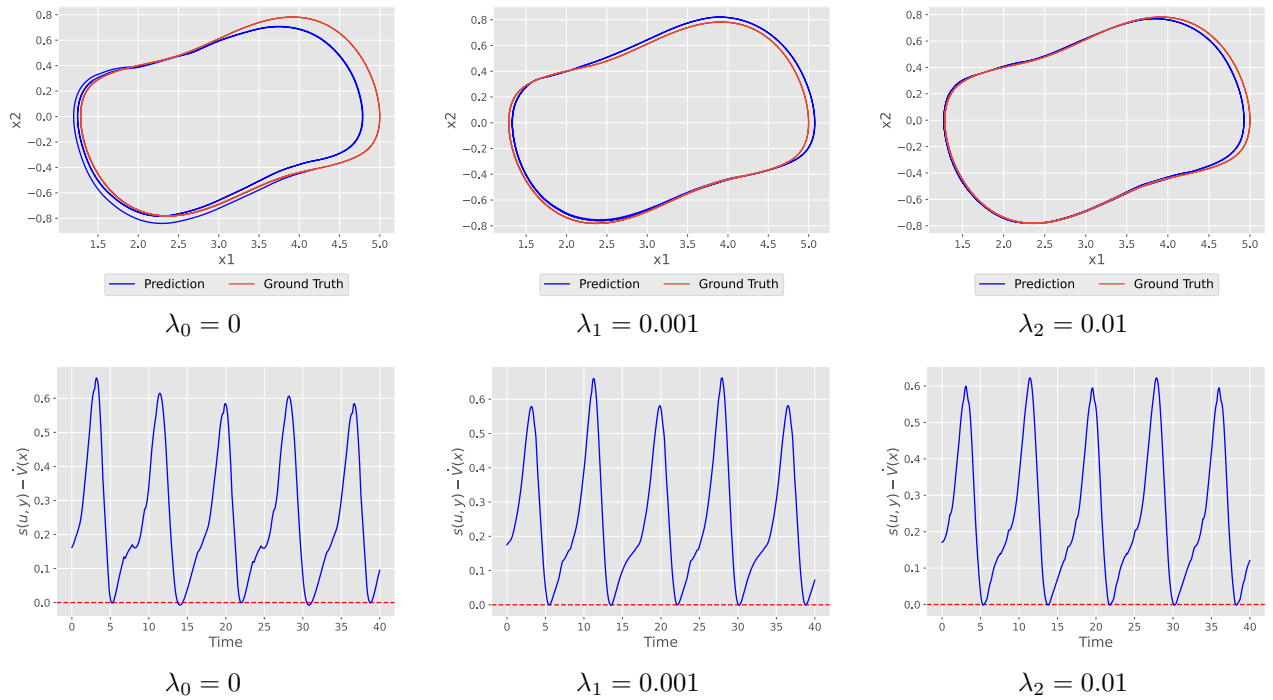 0.8
0.6
0.4
0.2
0.0
−0.2
−0.4
−0.6
−0.8
x2
1.5 2.0 2.5 3.0 3.5 4.0 4.5 5.0
x1
Prediction Ground Truth
λ₀ = 0
0.8
0.6
0.4
0.2
0.0
−0.2
−0.4
−0.6
−0.8
x2
1.5 2.0 2.5 3.0 3.5 4.0 4.5 5.0
x1
Prediction Ground Truth
λ₁ = 0.001
0.8
0.6
0.4
0.2
0.0
−0.2
−0.4
−0.6
−0.8
x2
1.5 2.0 2.5 3.0 3.5 4.0 4.5 5.0
x1
Prediction Ground Truth
λ₂ = 0.01
0.6
0.5
0.4
0.3
0.2
0.1
0.0
s(u, y) − V̇(x)
0 5 10 15 20 25 30 35 40
Time
λ₀ = 0
0.6
0.5
0.4
0.3
0.2
0.1
0.0
s(u, y) − V̇(x)
0 5 10 15 20 25 30 35 40
Time
λ₁ = 0.001
0.6
0.5
0.4
0.3
0.2
0.1
0.0
s(u, y) − V̇(x)
0 5 10 15 20 25 30 35 40
Time
λ₂ = 0.01